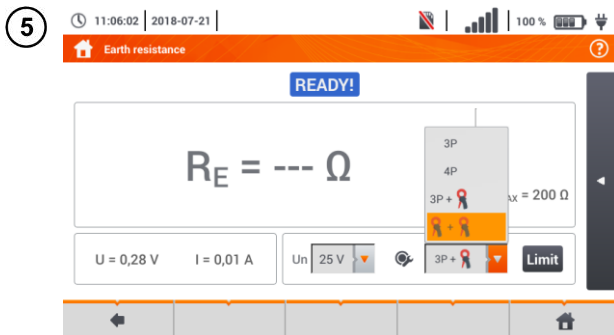 5
11:06:02 2018-07-21 100 %
Earth resistance ?
READY!
3P
4P
RE = --- Ω
3P +
AX = 200 Ω
+
U = 0,28 V I = 0,01 A Un 25 V 3P + Limit